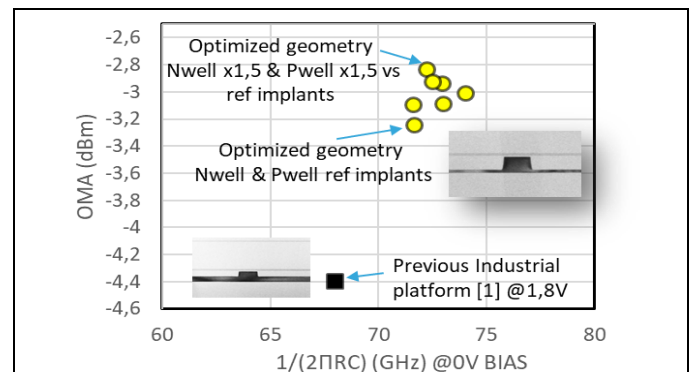 -2,6
-2,8
-3
-3,2
-3,4
-3,6
-3,8
-4
-4,2
-4,4
-4,6
OMA (dBm)
Optimized geometry
Nwell x1,5 & Pwell x1,5 vs
ref implants
Optimized geometry
Nwell & Pwell ref implants
Previous Industrial
platform [1] @1,8V
60 65 70 75 80
1/(2ΠRC) (GHz) @0V BIAS